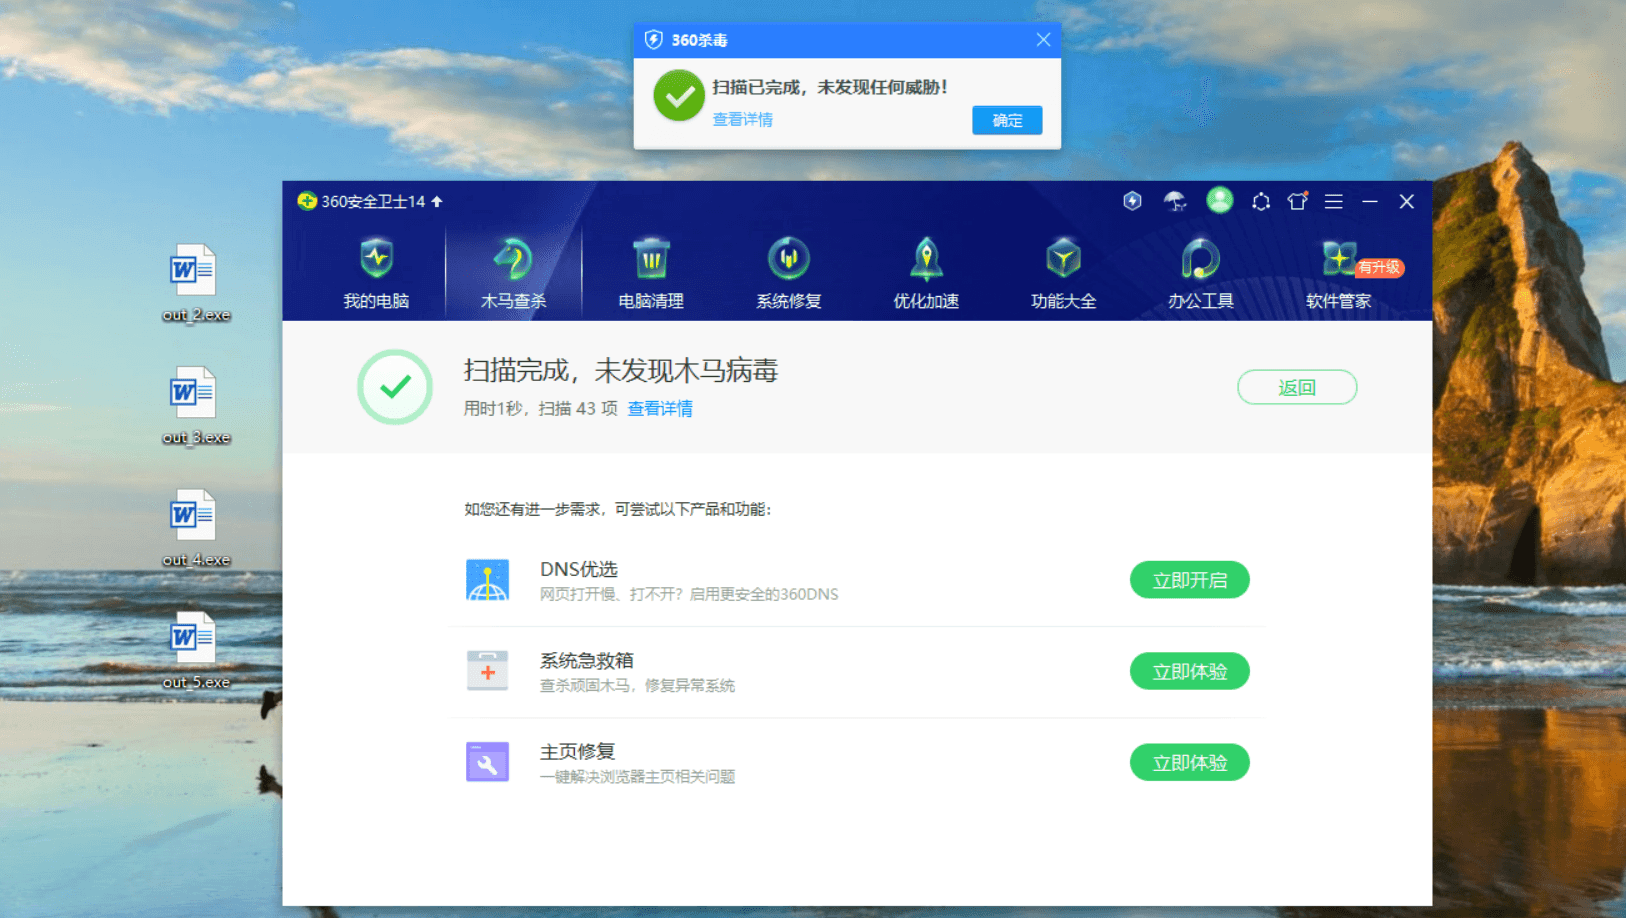 360杀毒
扫描已完成，未发现任何威胁！
查看详情
确定
360安全卫士14
我的电脑
木马查杀
电脑清理
系统修复
优化加速
功能大全
办公工具
软件管家
有升级
扫描完成，未发现木马病毒
用时1秒，扫描 43 项 查看详情
返回
如您还有进一步需求，可尝试以下产品和功能：
DNS优选
网页打开慢、打不开？启用更安全的360DNS
立即开启
系统急救箱
查杀顽固木马，修复异常系统
立即体验
主页修复
一键解决浏览器主页相关问题
立即体验
W
out_2.exe
W
out_3.exe
W
out_4.exe
W
out_5.exe